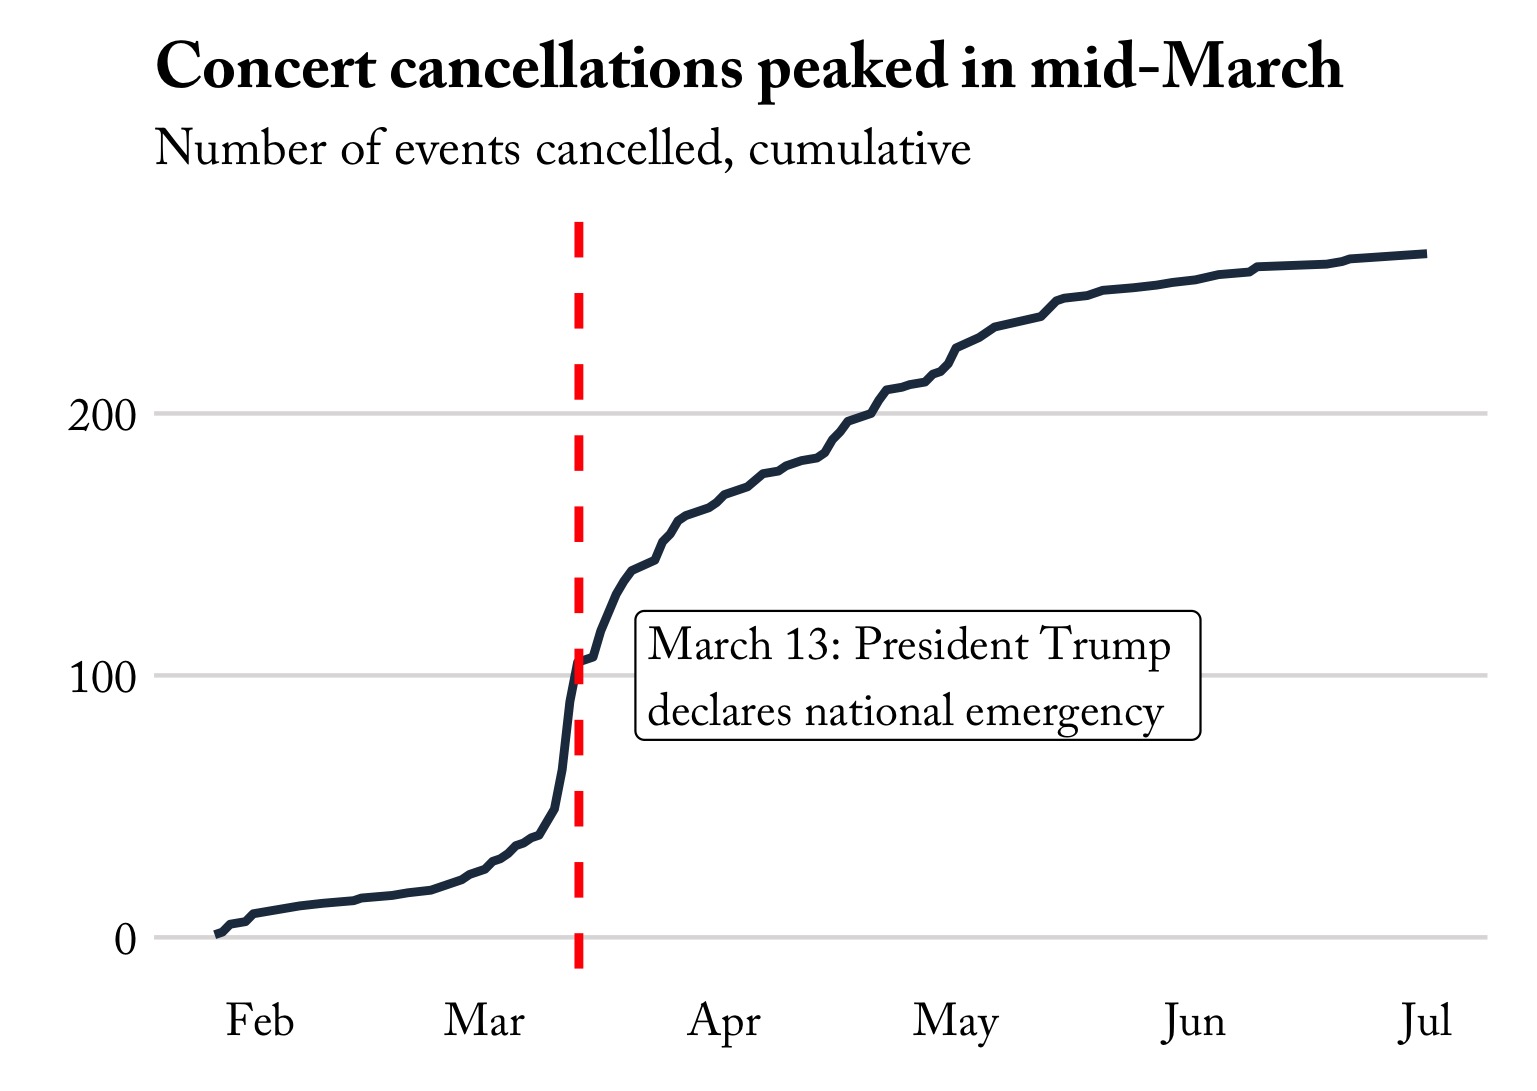 Concert cancellations peaked in mid-March
Number of events cancelled, cumulative
200
March 13: President Trump
declares national emergency
100
0
Feb Mar Apr May Jun Jul